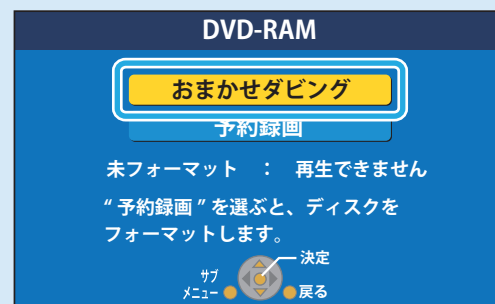 DVD-RAM
おまかせダビング
予約録画
未フォーマット ： 再生できません
“ 予約録画 ” を選ぶと、ディスクを
フォーマットします。
決定
サブ
メニュー
戻る